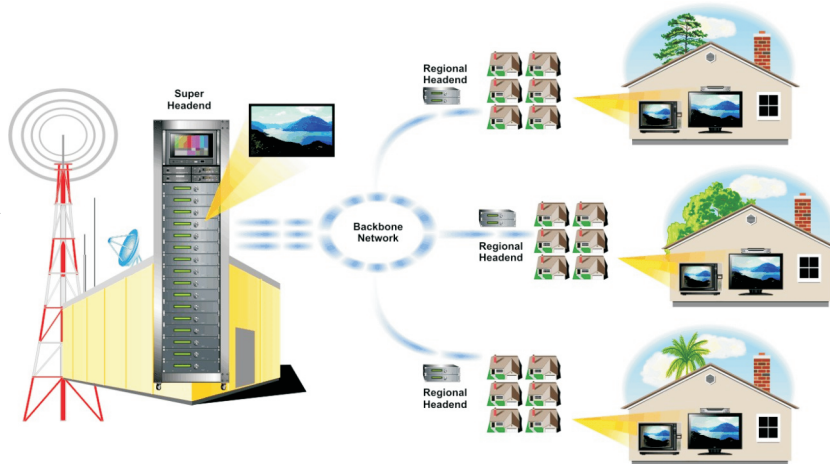 Super
Headend
Backbone
Network
Regional
Headend
Regional
Headend
Regional
Headend